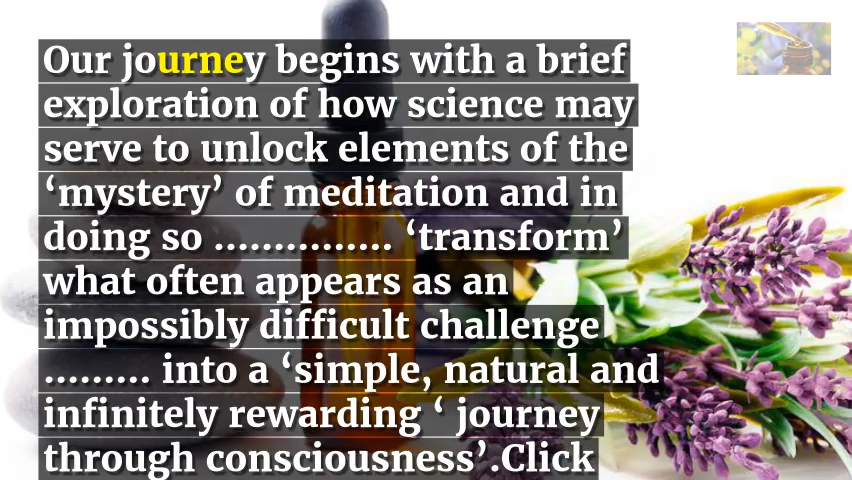 Our journey begins with a brief
exploration of how science may
serve to unlock elements of the
‘mystery’ of meditation and in
doing so ............... ‘transform’
what often appears as an
impossibly difficult challenge
......... into a ‘simple, natural and
infinitely rewarding ‘ journey
through consciousness’.Click